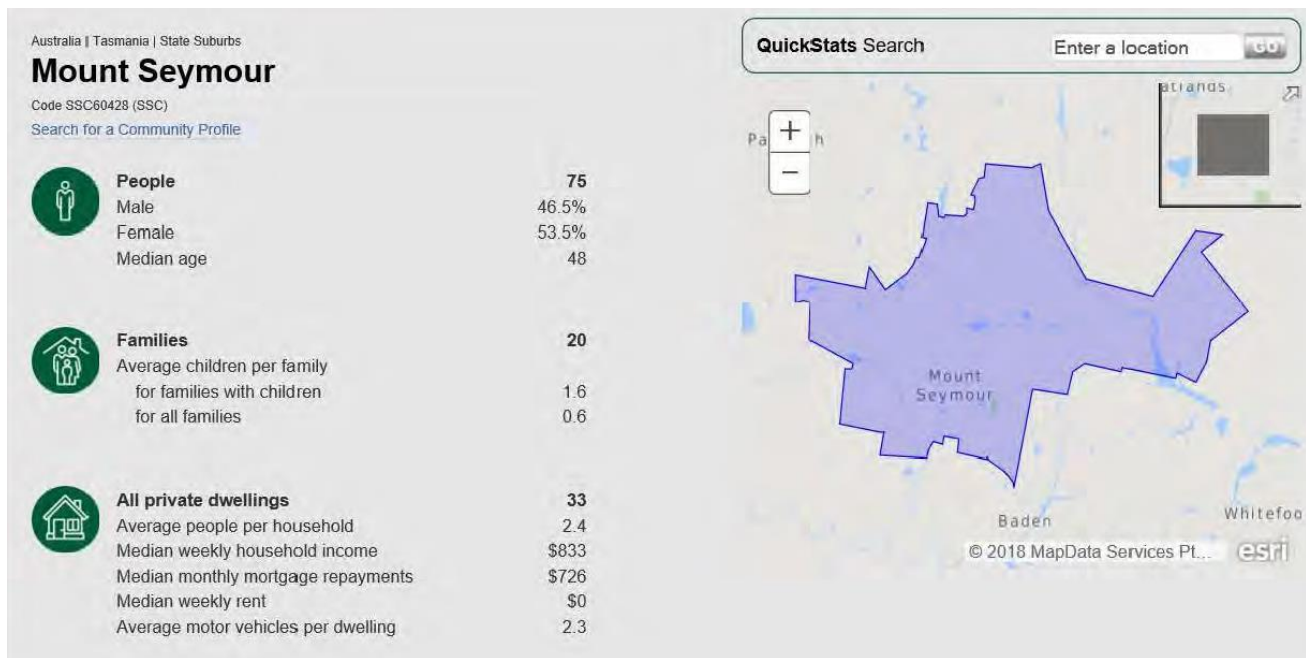 Australia | Tasmania | State Suburbs
Mount Seymour
Code SSC60428 (SSC)
Search for a Community Profile
People 75
Male 46.5%
Female 53.5%
Median age 48
Families 20
Average children per family
for families with children 1.6
for all families 0.6
All private dwellings 33
Average people per household 2.4
Median weekly household income $833
Median monthly mortgage repayments $726
Median weekly rent $0
Average motor vehicles per dwelling 2.3
QuickStats Search Enter a location GO
+
−
Mount
Seymour
Baden
Whitefoo
© 2018 MapData Services Pt...
esri